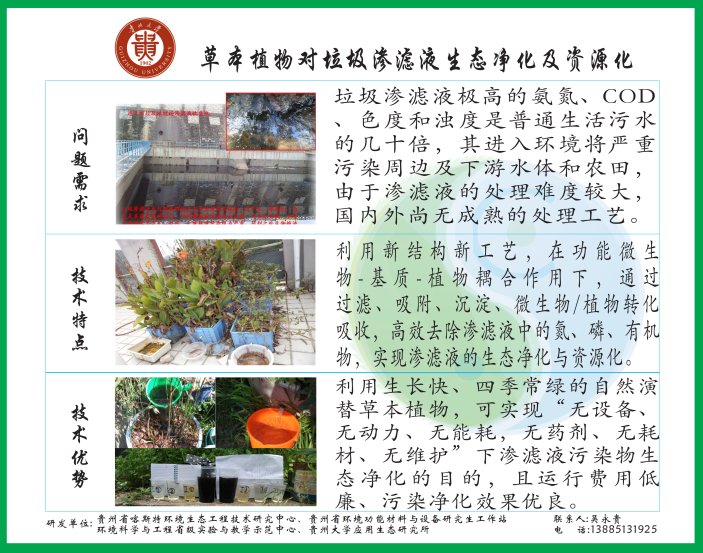 贵州大学
贵
GUIZHOU UNIVERSITY
1902
草本植物对垃圾渗滤液生态净化及资源化
问题需求
垃圾渗滤液极高的氨氮、COD
、色度和浊度是普通生活污水
的几十倍，其进入环境将严重
污染周边及下游水体和农田，
由于渗滤液的处理难度较大，
国内外尚无成熟的处理工艺。
技术特点
利用新结构新工艺，在功能微生
物-基质-植物耦合作用下，通过
过滤、吸附、沉淀、微生物/植物转化
吸收，高效去除渗滤液中的氮、磷、有机
物，实现渗滤液的生态净化与资源化。
技术优势
利用生长快、四季常绿的自然演
替草本植物，可实现“无设备、
无动力、无能耗，无药剂、无耗
材、无维护”下渗滤液污染物生
态净化的目的，且运行费用低
廉、污染净化效果优良。
研发单位：贵州省喀斯特环境生态工程技术研究中心、贵州省环境功能材料与设备研究生工作站
环境科学与工程省级实验与教学示范中心、贵州大学应用生态研究所
联系人：吴永贵
电 话：13885131925